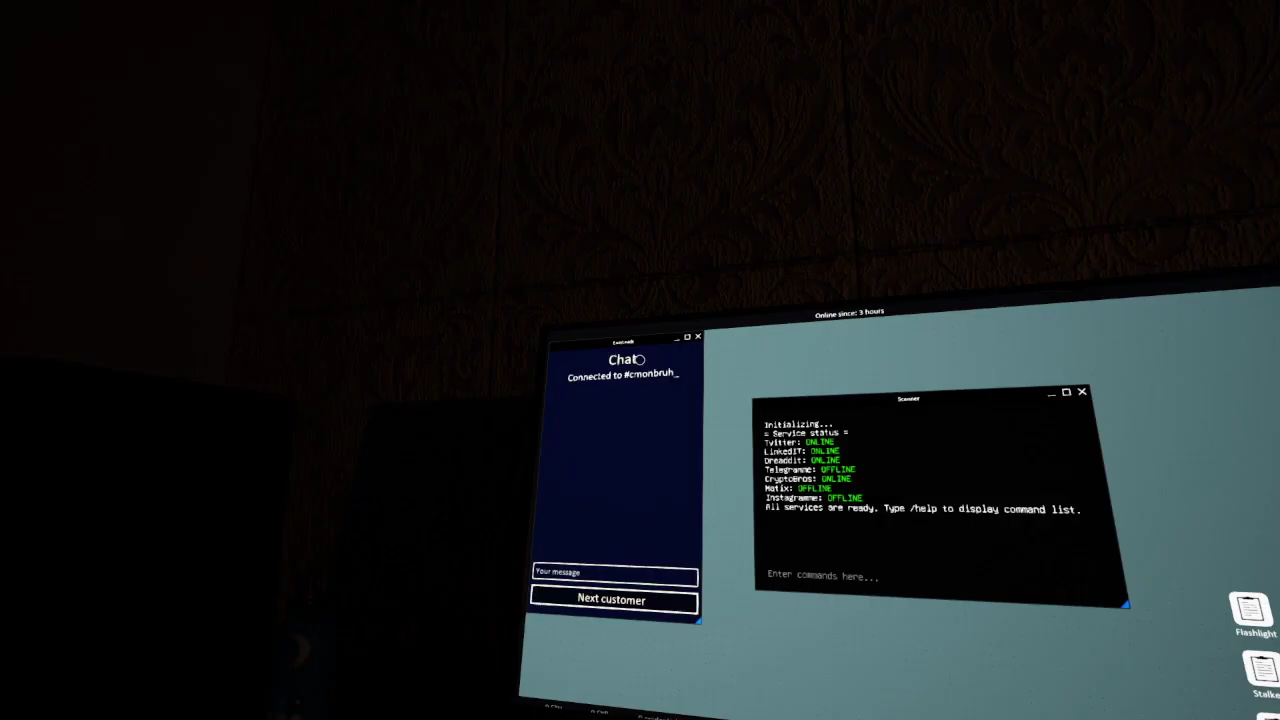 Online since: 3 hours
Chat
Connected to #cmonbruh_
Your message
Next customer
Scanner
Initializing...
= Service status =
Twitter: ONLINE
LinkedIT: ONLINE
Dreaddit: ONLINE
Telegramme: OFFLINE
CryptoBros: ONLINE
Matix: OFFLINE
Instagramme: OFFLINE
All services are ready. Type /help to display command list.
Enter commands here...
Flashlight
Stalke